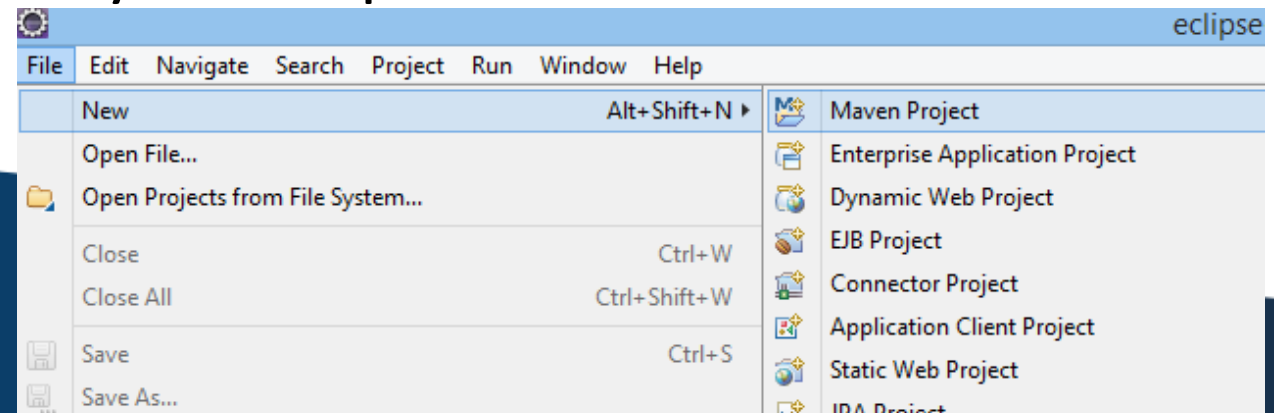 eclipse
File Edit Navigate Search Project Run Window Help
New Alt+Shift+N
Open File...
Open Projects from File System...
Close Ctrl+W
Close All Ctrl+Shift+W
Save Ctrl+S
Save As...
Maven Project
Enterprise Application Project
Dynamic Web Project
EJB Project
Connector Project
Application Client Project
Static Web Project
JPA Project